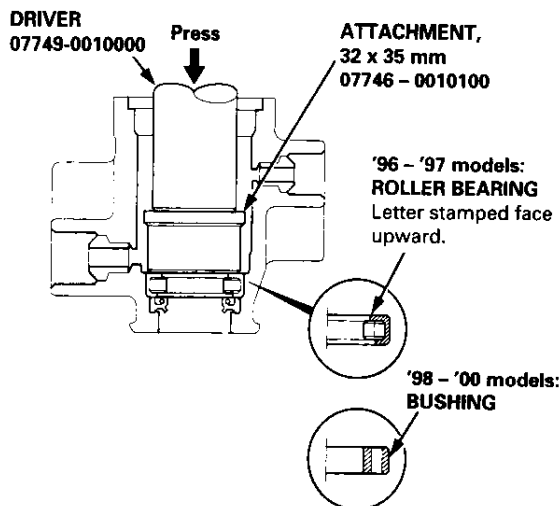 DRIVER
07749-0010000
Press
ATTACHMENT,
32 x 35 mm
07746 – 0010100
'96 – '97 models:
ROLLER BEARING
Letter stamped face
upward.
'98 – '00 models:
BUSHING